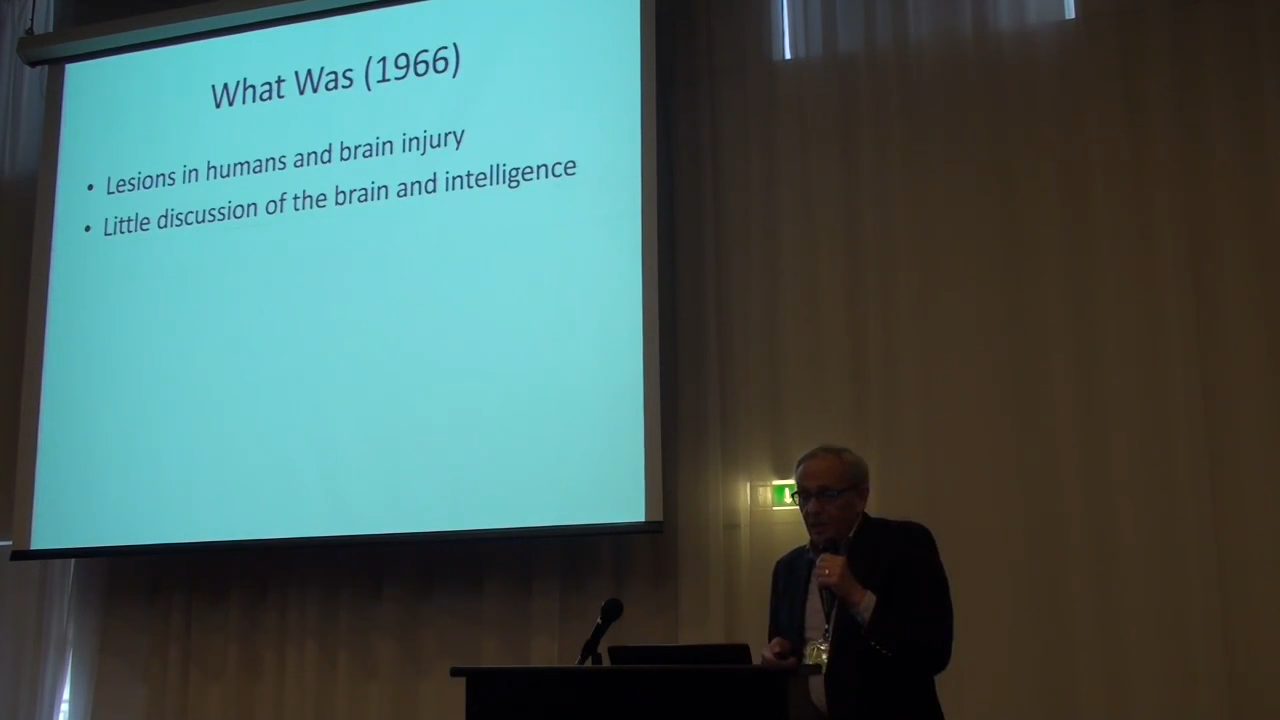 What Was (1966)
• Lesions in humans and brain injury
• Little discussion of the brain and intelligence